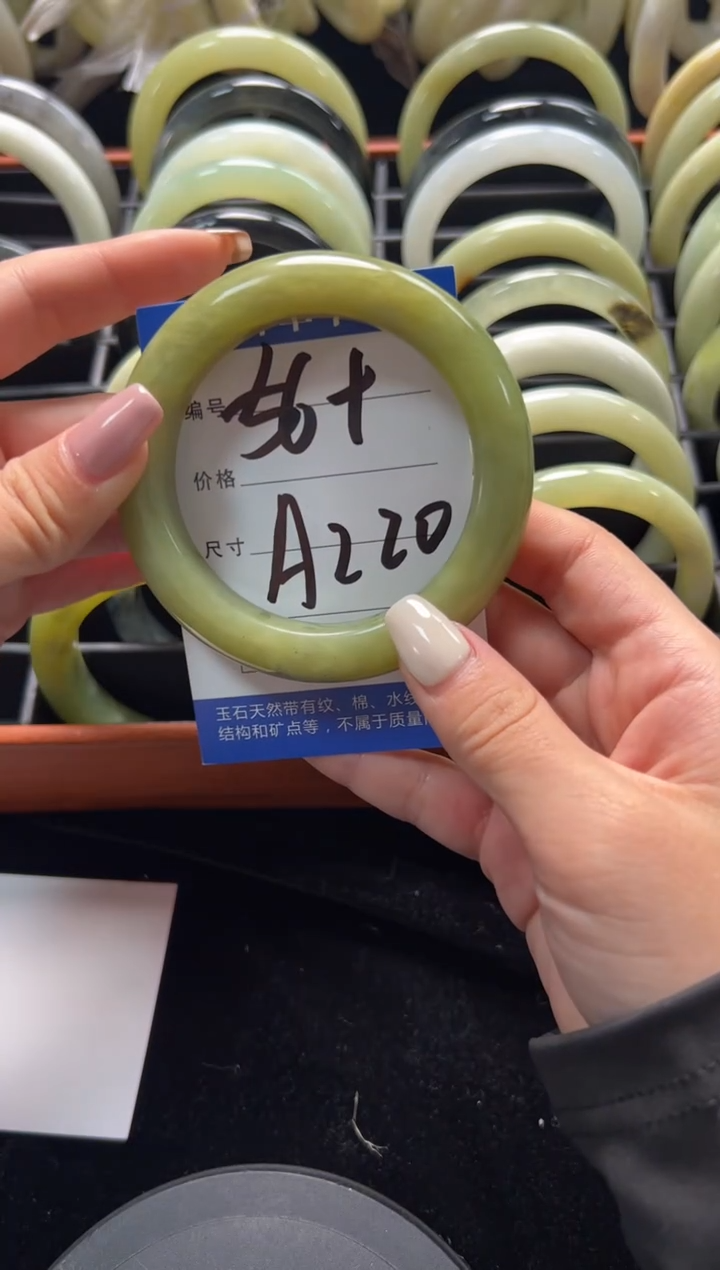 编号
价格
尺寸 A220
玉石天然带有纹、棉、水线
结构和矿点等，不属于质量